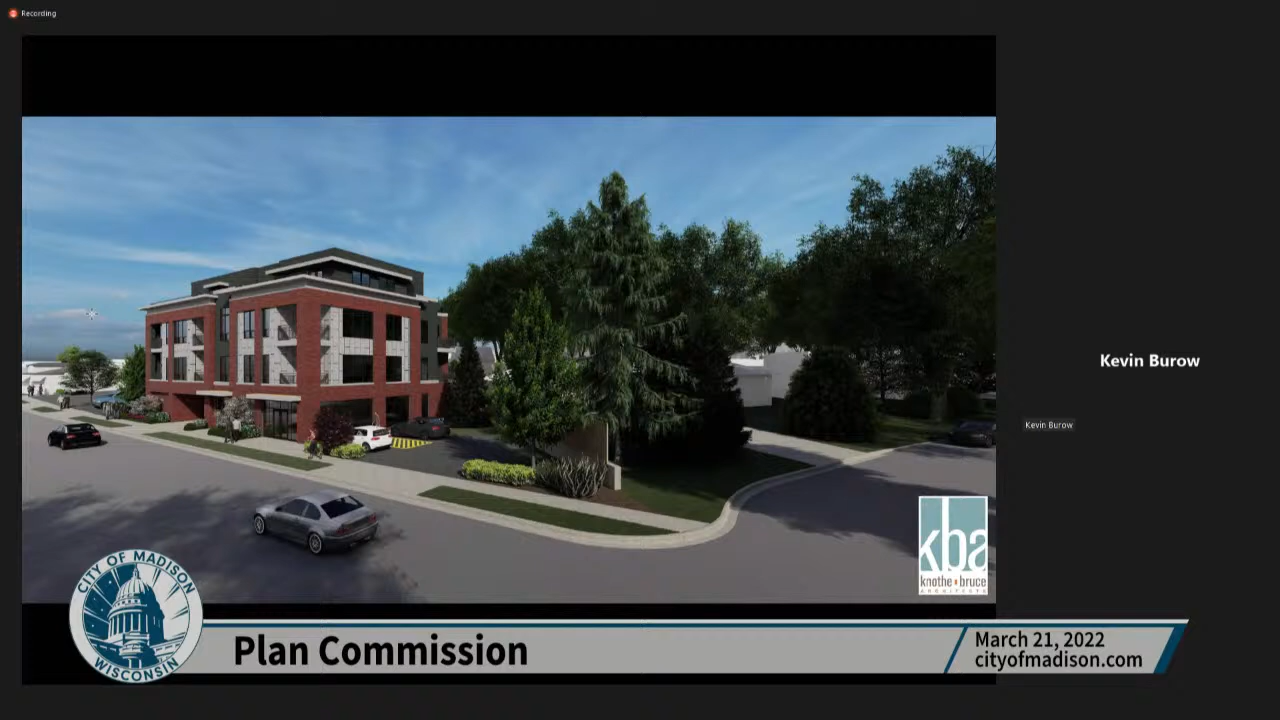 Recording
Kevin Burow
Kevin Burow
kba
knothe • bruce
ARCHITECTS
CITY OF MADISON
WISCONSIN
Plan Commission
March 21, 2022
cityofmadison.com